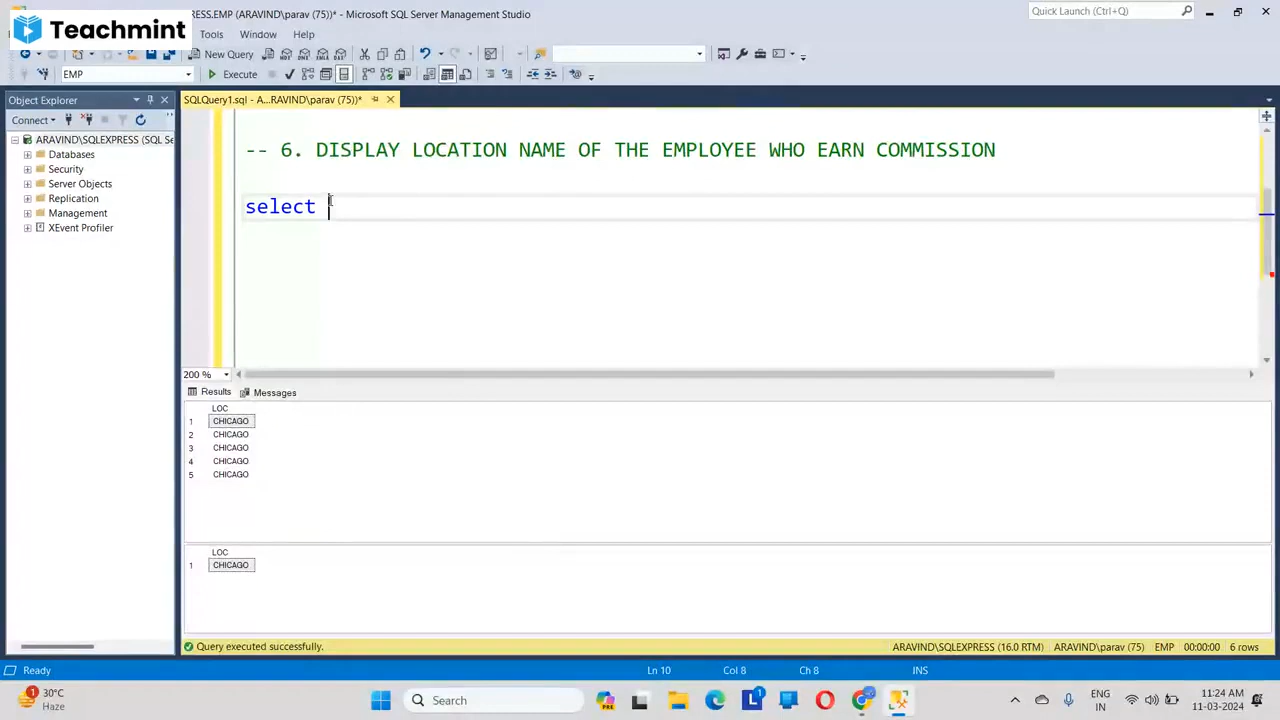 RESS.EMP (ARAVIND\parav (75))* - Microsoft SQL Server Management Studio
Quick Launch (Ctrl+Q)
Teachmint
Tools Window Help
New Query
EMP Execute
Object Explorer
SQLQuery1.sql - A...RAVIND\parav (75))*
Connect
ARAVIND\SQLEXPRESS (SQL Se
Databases
Security
Server Objects
Replication
Management
XEvent Profiler
-- 6. DISPLAY LOCATION NAME OF THE EMPLOYEE WHO EARN COMMISSION
select
200 %
Results Messages
LOC
1 CHICAGO
2 CHICAGO
3 CHICAGO
4 CHICAGO
5 CHICAGO
LOC
1 CHICAGO
Query executed successfully. ARAVIND\SQLEXPRESS (16.0 RTM) ARAVIND\parav (75) EMP 00:00:00 6 rows
Ready Ln 10 Col 8 Ch 8 INS
1 30°C
Haze
Search
PRE
1
ENG
IN
11:24 AM
11-03-2024